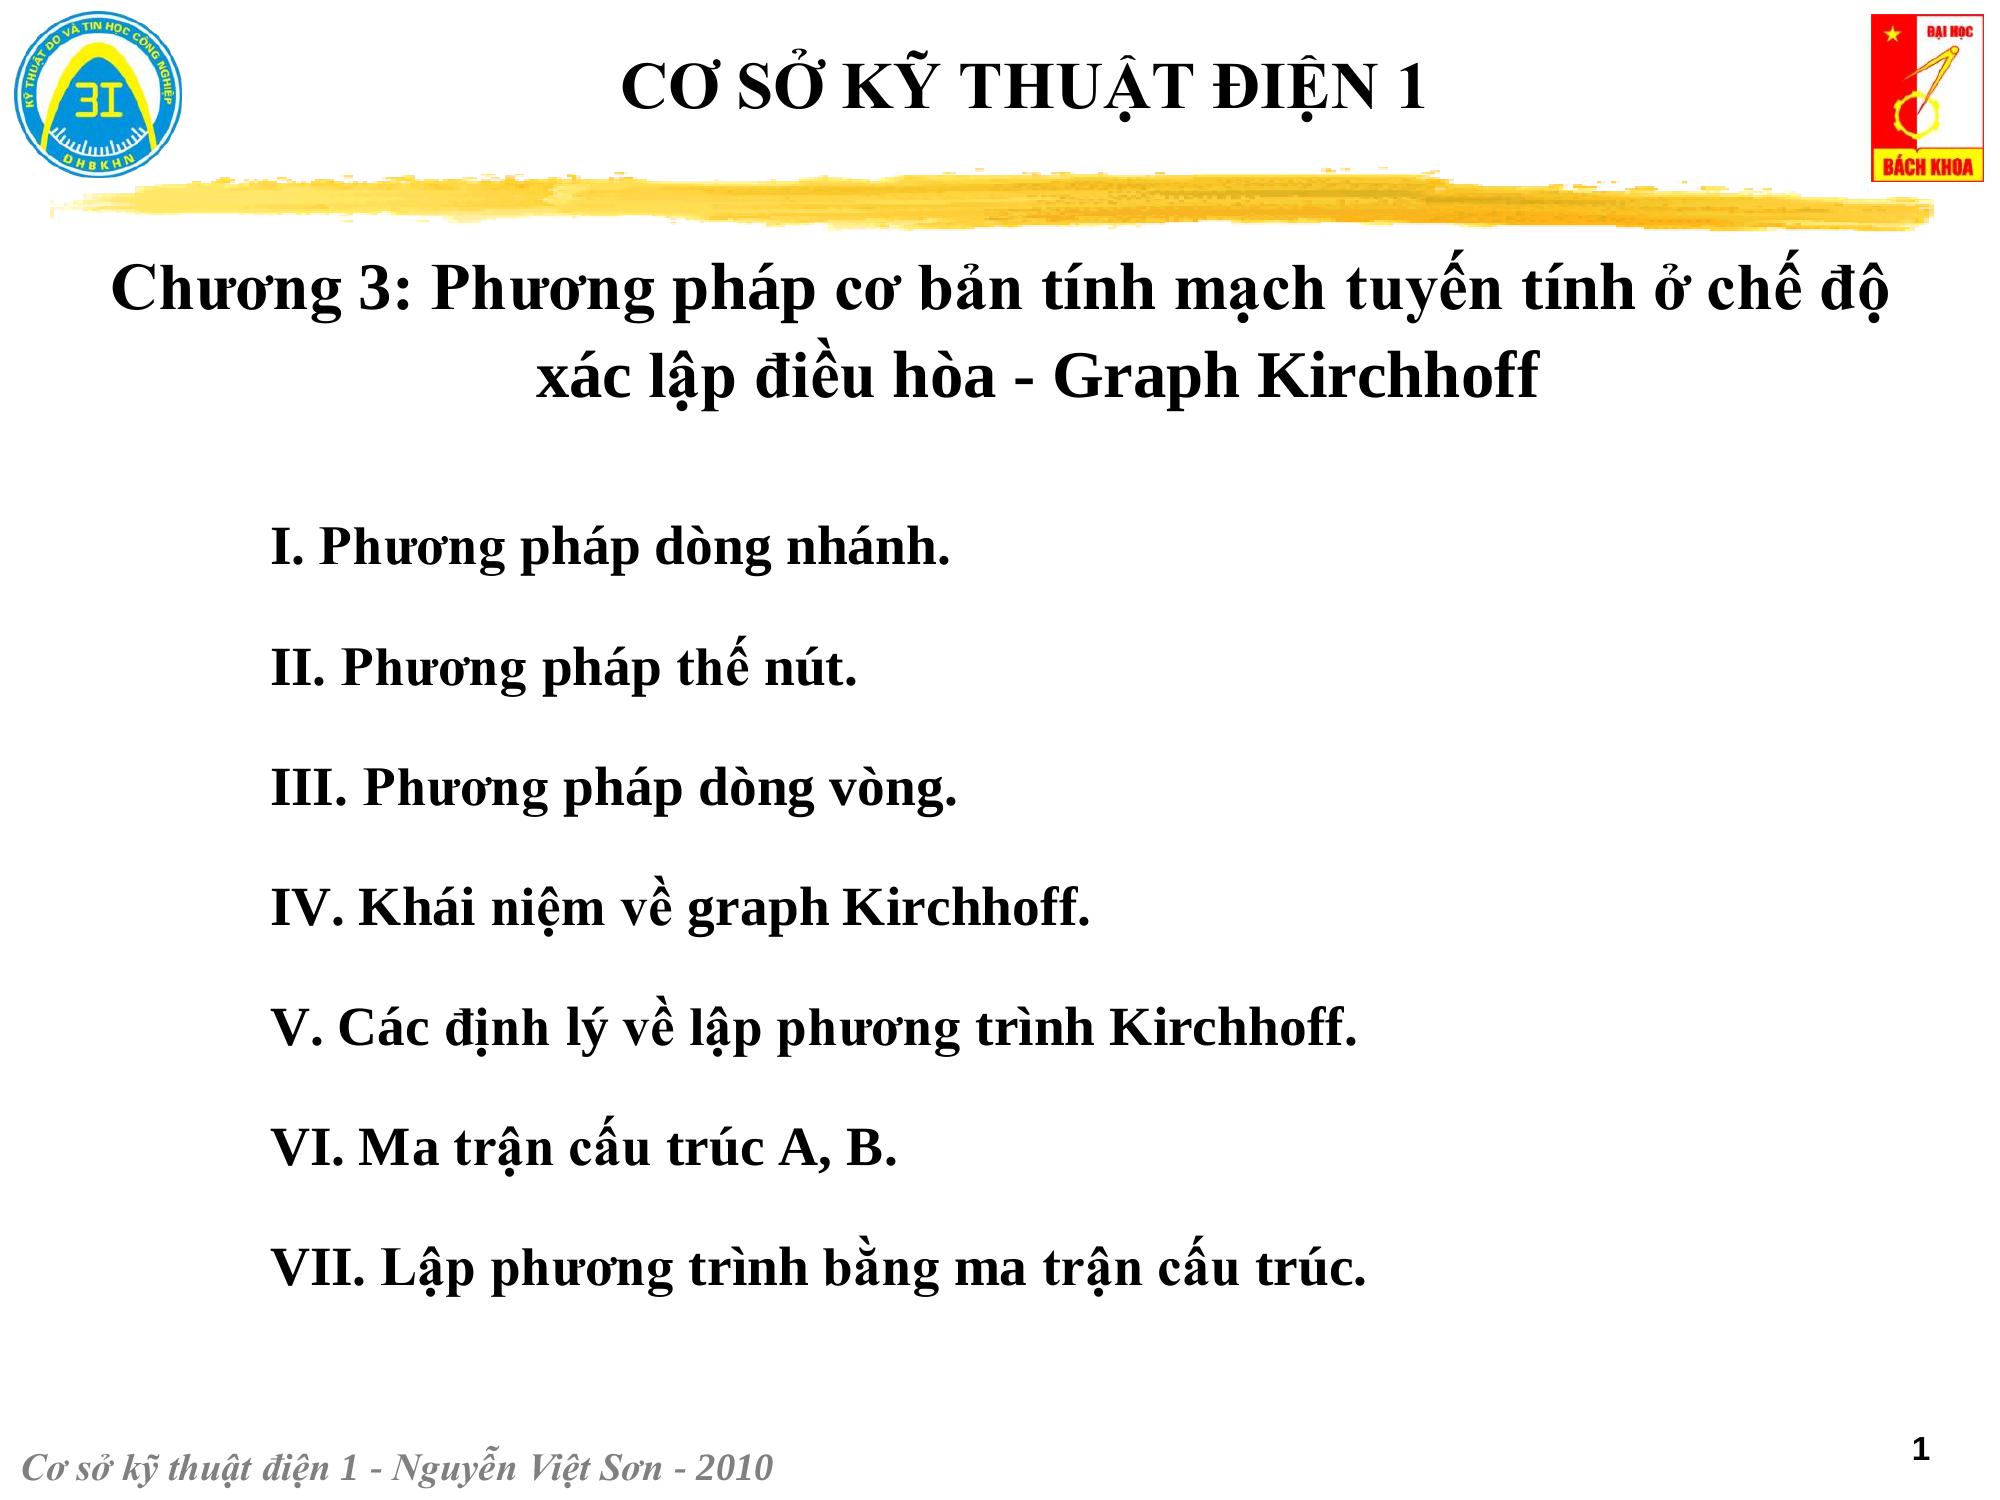 KỸ THUẬT ĐO VÀ TIN HỌC CÔNG NGHIỆP
3I
ĐHBKHN
CƠ SỞ KỸ THUẬT ĐIỆN 1
ĐẠI HỌC
BÁCH KHOA
Chương 3: Phương pháp cơ bản tính mạch tuyến tính ở chế độ
xác lập điều hòa - Graph Kirchhoff
I. Phương pháp dòng nhánh.
II. Phương pháp thế nút.
III. Phương pháp dòng vòng.
IV. Khái niệm về graph Kirchhoff.
V. Các định lý về lập phương trình Kirchhoff.
VI. Ma trận cấu trúc A, B.
VII. Lập phương trình bằng ma trận cấu trúc.
Cơ sở kỹ thuật điện 1 - Nguyễn Việt Sơn - 2010
1